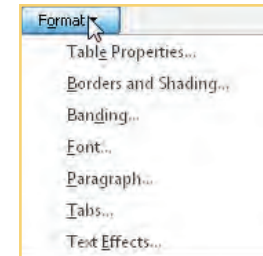 Format
Table Properties...
Borders and Shading...
Banding...
Font...
Paragraph...
Tabs...
Text Effects...